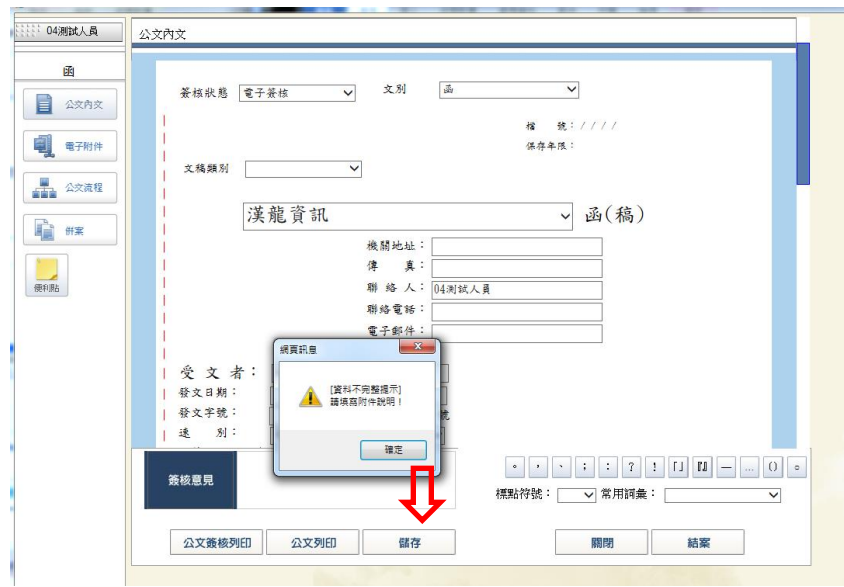 04測試人員
函
公文內文
電子附件
公文流程
併案
便利貼
公文內文
簽核狀態 電子簽核 文別 函
檔 號：////
保存年限：
文稿類別
漢龍資訊 函(稿)
機關地址：
傳 真：
聯絡人：04測試人員
聯絡電話：
電子郵件：
受文者：
發文日期：
發文字號： 號
速 別：
網頁訊息
x
[資料不完整提示]
請填寫附件說明！
確定
簽核意見
。 ， 、 ； ： ？ ！ 「」 『』 — … () ¤
標點符號： 常用詞彙：
公文簽核列印 公文列印 儲存 關閉 結案